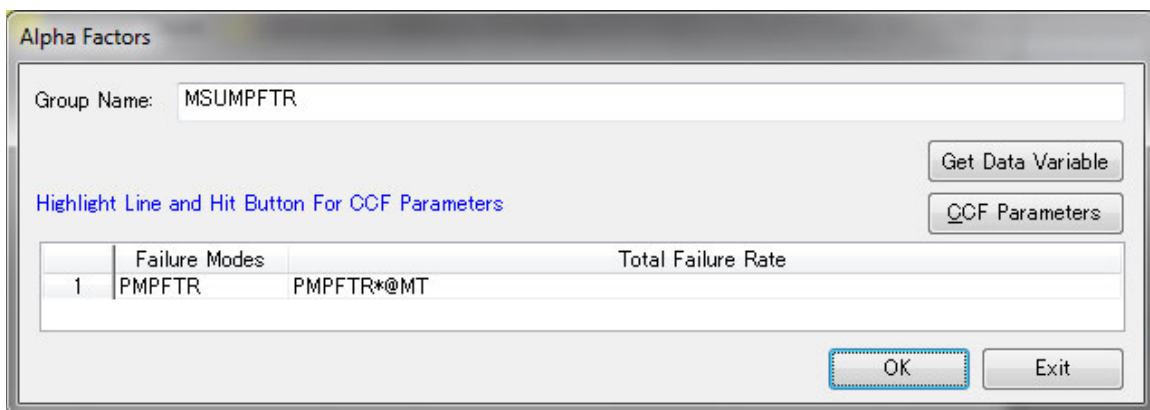 Alpha Factors
Group Name: MSUMPFTR
Get Data Variable
Highlight Line and Hit Button For CCF Parameters
CCF Parameters
Failure Modes Total Failure Rate
1 PMPFTR PMPFTR*@MT
OK Exit